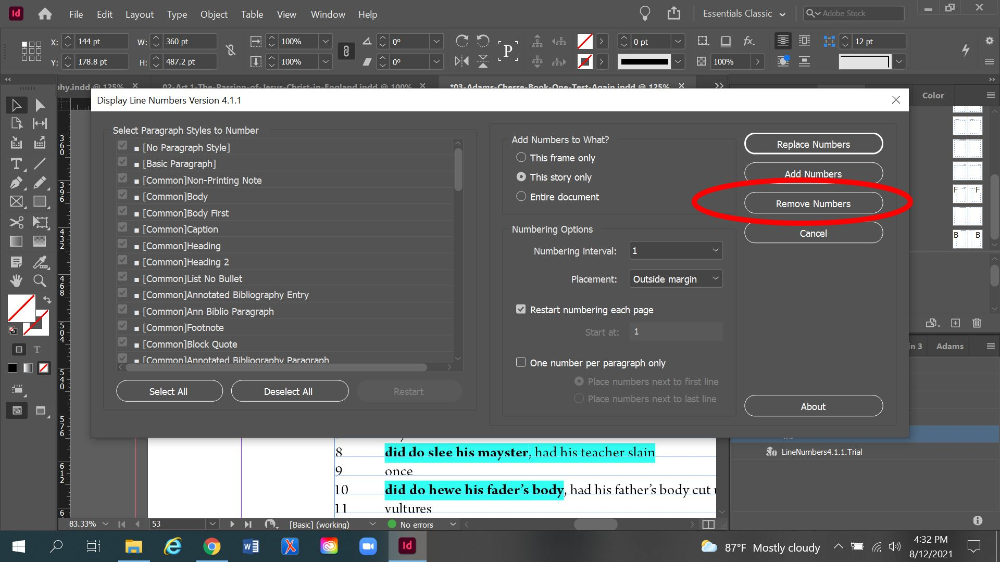 Id File Edit Layout Type Object Table View Window Help Essentials Classic Adobe Stock
X: 144 pt W: 360 pt 100% 0° P 0 pt fx. 12 pt
Y: 178.8 pt H: 487.2 pt 100% 0° 100%
phy.indd @ 125% 02-Art 1-The-Passion-of-Jesus-Christ-in-England.indd @ 100% *03-Adams-Chesse-Book-One-Test-Again.indd @ 125%
Display Line Numbers Version 4.1.1
Color
Select Paragraph Styles to Number
[No Paragraph Style]
[Basic Paragraph]
[Common]Non-Printing Note
[Common]Body
[Common]Body First
[Common]Caption
[Common]Heading
[Common]Heading 2
[Common]List No Bullet
[Common]Annotated Bibliography Entry
[Common]Ann Biblio Paragraph
[Common]Footnote
[Common]Block Quote
[Common]Annotated Bibliography Paragraph
Select All Deselect All Restart
Add Numbers to What?
This frame only
This story only
Entire document
Numbering Options
Numbering interval: 1
Placement: Outside margin
Restart numbering each page
Start at: 1
One number per paragraph only
Place numbers next to first line
Place numbers next to last line
Replace Numbers
Add Numbers
Remove Numbers
Cancel
About
F F
B B
in 3 Adams
LineNumbers4.1.1.Trial
360
396
432
468
504
540
576
612
6
T
T
8 did do slee his mayster, had his teacher slain
9 once
10 did do hewe his fader's body, had his father's body cut
11 vultures
83.33% 53 [Basic] (working) No errors
Id 87°F Mostly cloudy 4:32 PM
8/12/2021